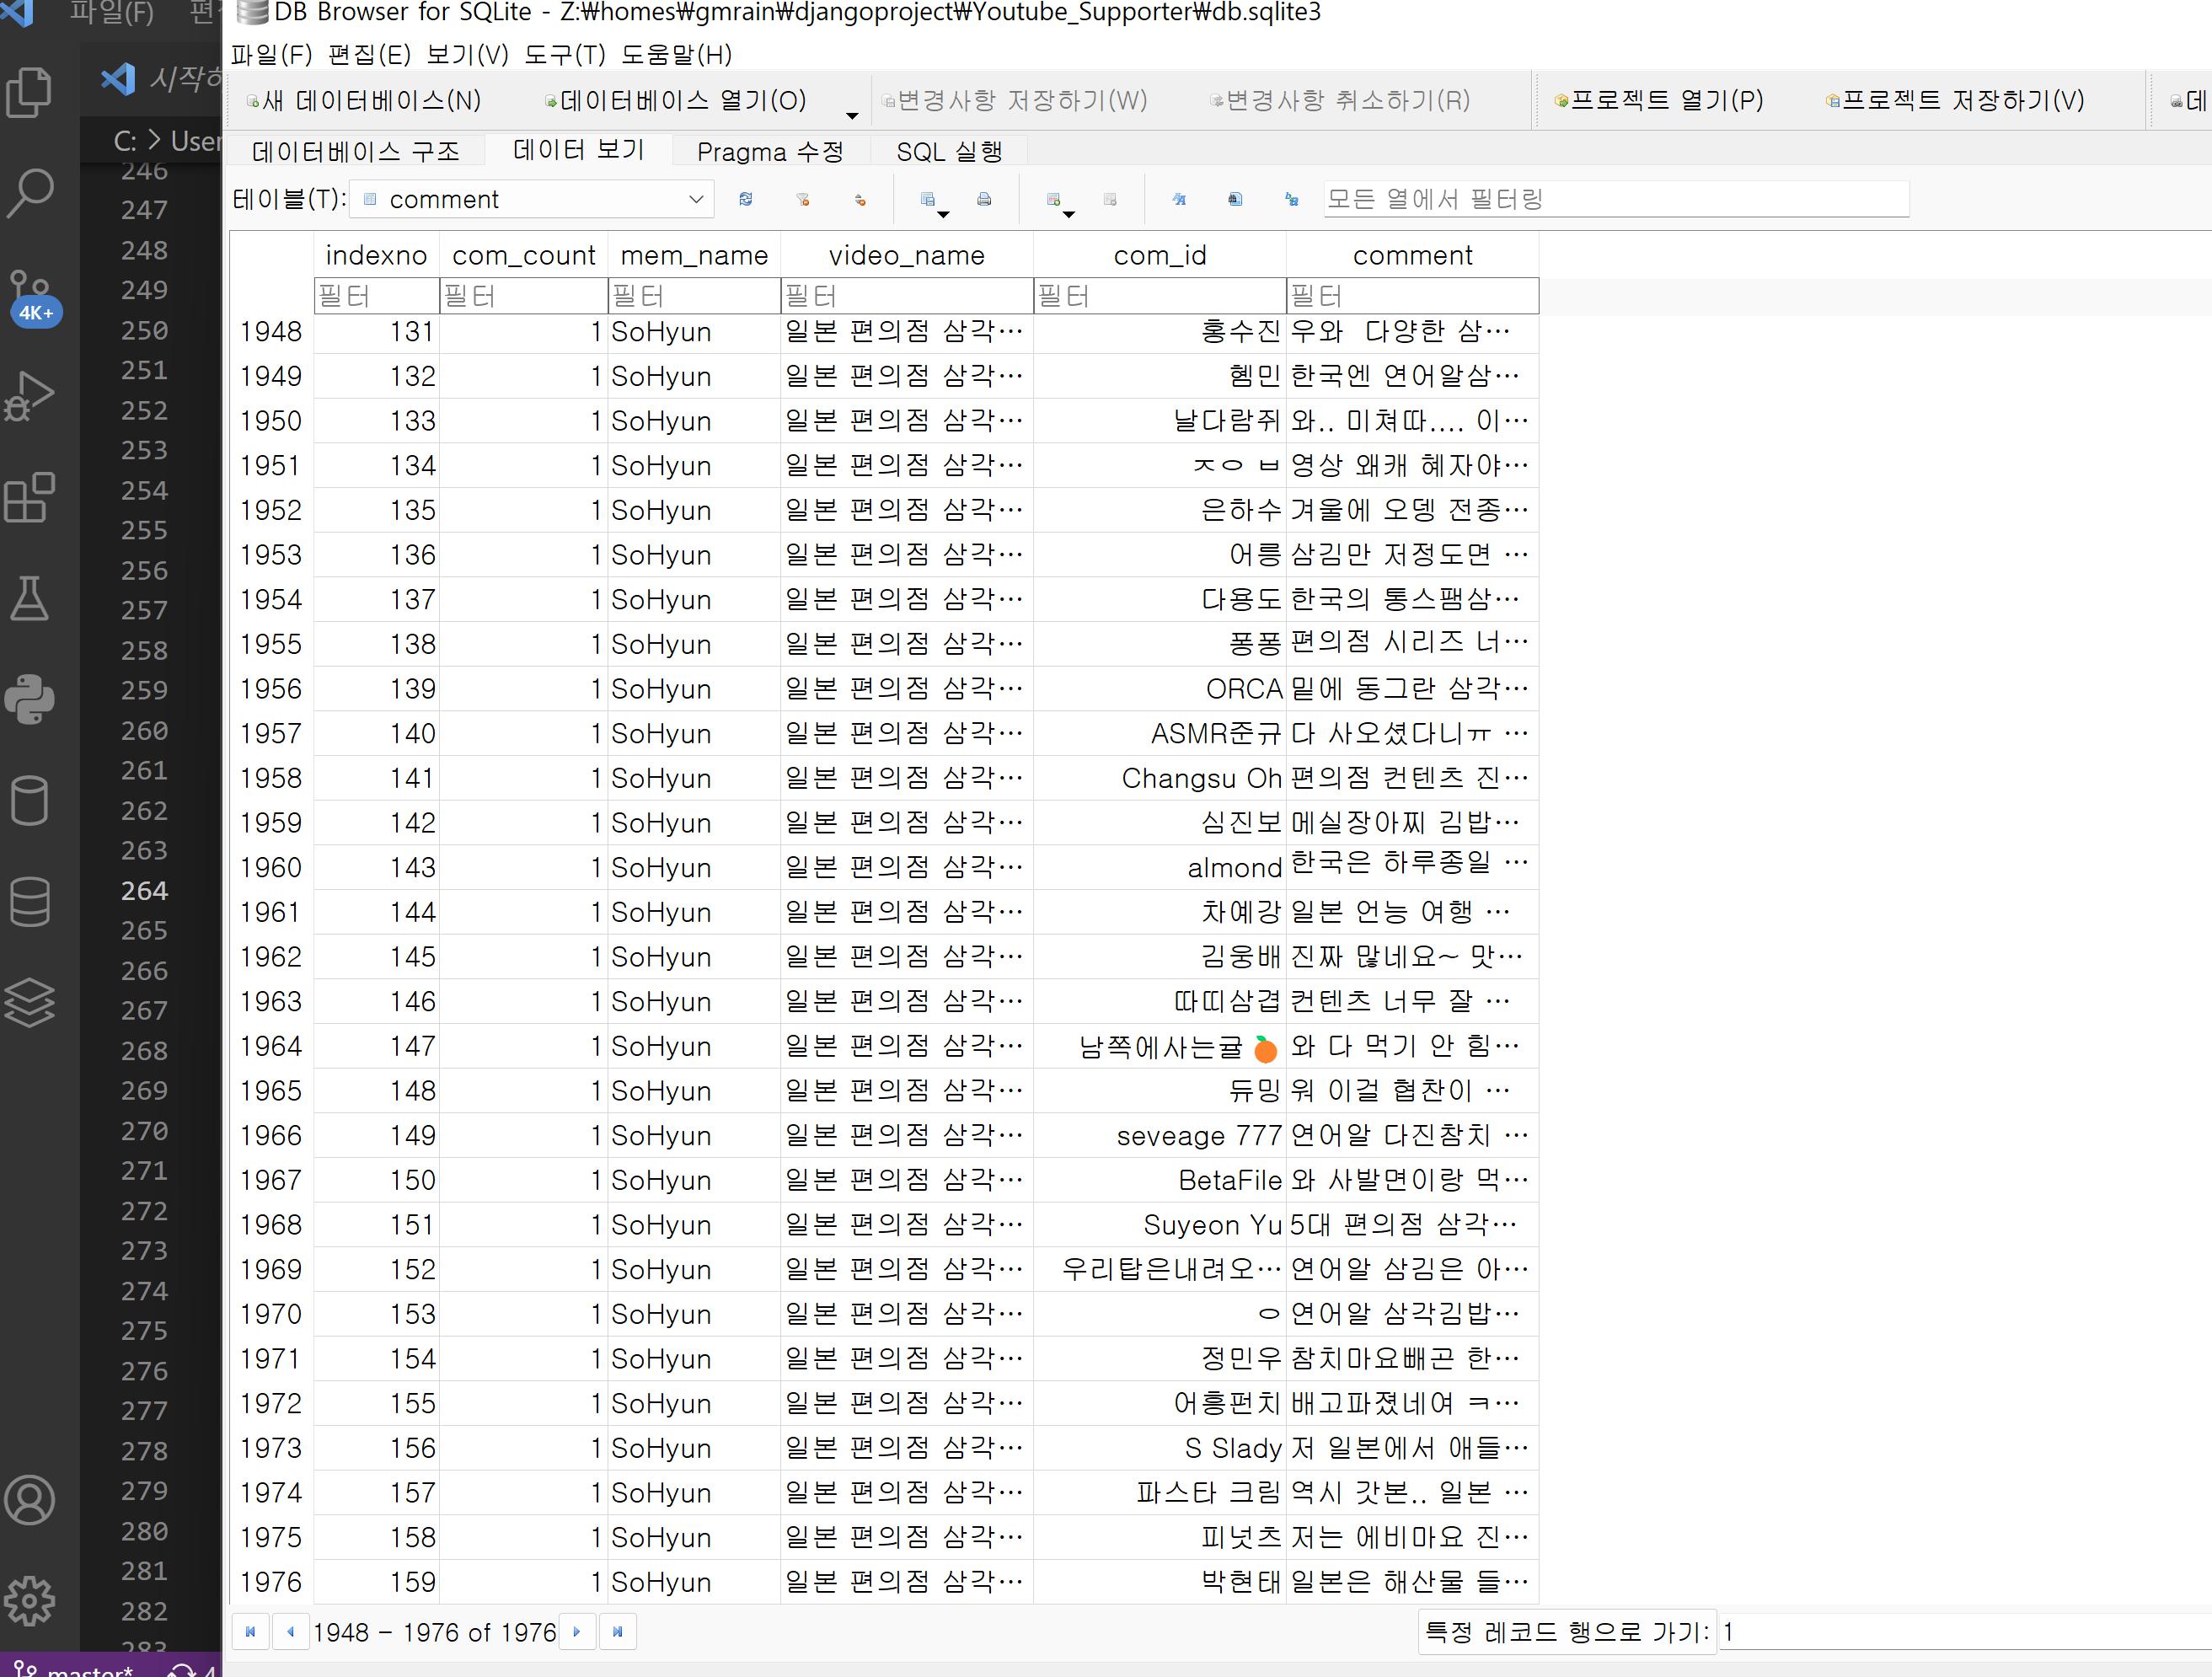 파일(F)
C: > User
DB Browser for SQLite - Z:₩homes₩gmrain₩djangoproject₩Youtube_Supporter₩db.sqlite3
파일(F) 편집(E) 보기(V) 도구(T) 도움말(H)
새 데이터베이스(N) 데이터베이스 열기(O) 변경사항 저장하기(W) 변경사항 취소하기(R) 프로젝트 열기(P) 프로젝트 저장하기(V) 데
데이터베이스 구조 데이터 보기 Pragma 수정 SQL 실행
테이블(T): comment 모든 열에서 필터링
indexno com_count mem_name video_name com_id comment
필터 필터 필터 필터 필터 필터
1948 131 1 SoHyun 일본 편의점 삼각… 홍수진 우와 다양한 삼…
1949 132 1 SoHyun 일본 편의점 삼각… 혬민 한국엔 연어알삼…
1950 133 1 SoHyun 일본 편의점 삼각… 날다람쥐 와.. 미쳐따.... 이…
1951 134 1 SoHyun 일본 편의점 삼각… ㅈㅇ ㅂ 영상 왜캐 혜자야…
1952 135 1 SoHyun 일본 편의점 삼각… 은하수 겨울에 오뎅 전종…
1953 136 1 SoHyun 일본 편의점 삼각… 어릉 삼김만 저정도면 …
1954 137 1 SoHyun 일본 편의점 삼각… 다용도 한국의 통스팸삼…
1955 138 1 SoHyun 일본 편의점 삼각… 퐁퐁 편의점 시리즈 너…
1956 139 1 SoHyun 일본 편의점 삼각… ORCA 밑에 동그란 삼각…
1957 140 1 SoHyun 일본 편의점 삼각… ASMR준규 다 사오셨다니ㅠ …
1958 141 1 SoHyun 일본 편의점 삼각… Changsu Oh 편의점 컨텐츠 진…
1959 142 1 SoHyun 일본 편의점 삼각… 심진보 메실장아찌 김밥…
1960 143 1 SoHyun 일본 편의점 삼각… almond 한국은 하루종일 …
1961 144 1 SoHyun 일본 편의점 삼각… 차예강 일본 언능 여행 …
1962 145 1 SoHyun 일본 편의점 삼각… 김웅배 진짜 많네요~ 맛…
1963 146 1 SoHyun 일본 편의점 삼각… 따띠삼겹 컨텐츠 너무 잘 …
1964 147 1 SoHyun 일본 편의점 삼각… 남쪽에사는귤🍊 와 다 먹기 안 힘…
1965 148 1 SoHyun 일본 편의점 삼각… 듀밍 워 이걸 협찬이 …
1966 149 1 SoHyun 일본 편의점 삼각… seveage 777 연어알 다진참치 …
1967 150 1 SoHyun 일본 편의점 삼각… BetaFile 와 사발면이랑 먹…
1968 151 1 SoHyun 일본 편의점 삼각… Suyeon Yu 5대 편의점 삼각…
1969 152 1 SoHyun 일본 편의점 삼각… 우리탑은내려오… 연어알 삼김은 아…
1970 153 1 SoHyun 일본 편의점 삼각… ㅇ 연어알 삼각김밥…
1971 154 1 SoHyun 일본 편의점 삼각… 정민우 참치마요빼곤 한…
1972 155 1 SoHyun 일본 편의점 삼각… 어흥펀치 배고파졌네여 ㅋ…
1973 156 1 SoHyun 일본 편의점 삼각… S Slady 저 일본에서 애들…
1974 157 1 SoHyun 일본 편의점 삼각… 파스타 크림 역시 갓본.. 일본 …
1975 158 1 SoHyun 일본 편의점 삼각… 피넛츠 저는 에비마요 진…
1976 159 1 SoHyun 일본 편의점 삼각… 박현태 일본은 해산물 들…
1948 - 1976 of 1976 특정 레코드 행으로 가기: 1
4K+
246
247
248
249
250
251
252
253
254
255
256
257
258
259
260
261
262
263
264
265
266
267
268
269
270
271
272
273
274
275
276
277
278
279
280
281
282
283
master* 4